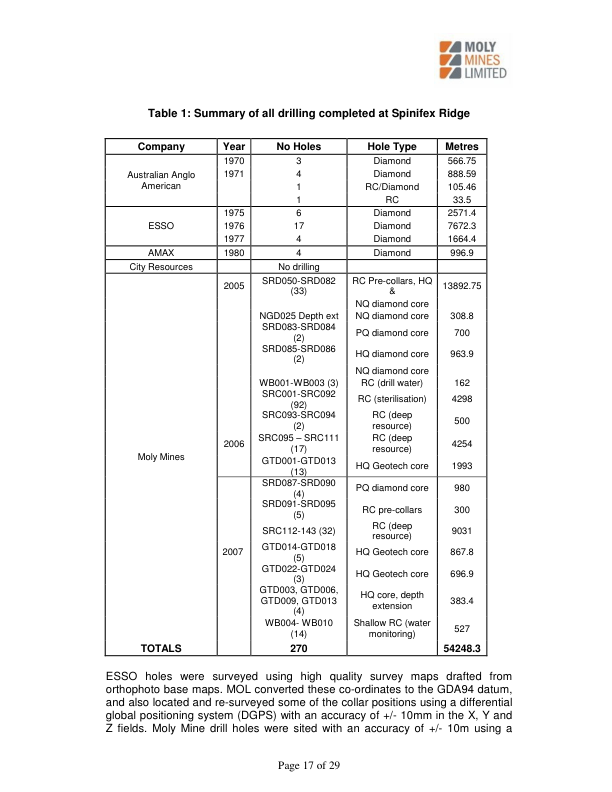 MOLY
MINES
LIMITED
Table 1: Summary of all drilling completed at Spinifex Ridge
Company Year No Holes Hole Type Metres
Australian Anglo American 1970 3 Diamond 566.75
1971 4 Diamond 888.59
1 RC/Diamond 105.46
1 RC 33.5
ESSO 1975 6 Diamond 2571.4
1976 17 Diamond 7672.3
1977 4 Diamond 1664.4
AMAX 1980 4 Diamond 996.9
City Resources No drilling
Moly Mines 2005 SRD050-SRD082 (33) RC Pre-collars, HQ & 13892.75
NQ diamond core
NGD025 Depth ext NQ diamond core 308.8
SRD083-SRD084 (2) PQ diamond core 700
SRD085-SRD086 (2) HQ diamond core 963.9
NQ diamond core
WB001-WB003 (3) RC (drill water) 162
SRC001-SRC092 (92) RC (sterilisation) 4298
SRC093-SRC094 (2) RC (deep resource) 500
2006 SRC095 – SRC111 (17) RC (deep resource) 4254
GTD001-GTD013 (13) HQ Geotech core 1993
SRD087-SRD090 (4) PQ diamond core 980
SRD091-SRD095 (5) RC pre-collars 300
SRC112-143 (32) RC (deep resource) 9031
2007 GTD014-GTD018 (5) HQ Geotech core 867.8
GTD022-GTD024 (3) HQ Geotech core 696.9
GTD003, GTD006, GTD009, GTD013 (4) HQ core, depth extension 383.4
WB004- WB010 (14) Shallow RC (water monitoring) 527
TOTALS 270 54248.3
ESSO holes were surveyed using high quality survey maps drafted from
orthophoto base maps. MOL converted these co-ordinates to the GDA94 datum,
and also located and re-surveyed some of the collar positions using a differential
global positioning system (DGPS) with an accuracy of +/- 10mm in the X, Y and
Z fields. Moly Mine drill holes were sited with an accuracy of +/- 10m using a
Page 17 of 29